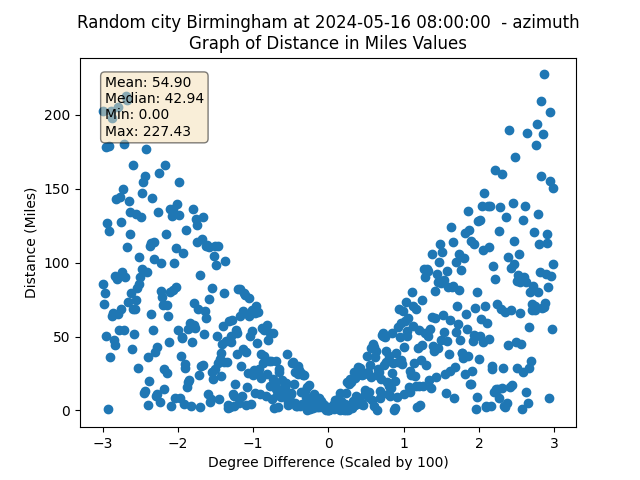 Random city Birmingham at 2024-05-16 08:00:00 - azimuth
Graph of Distance in Miles Values
Mean: 54.90
Median: 42.94
Min: 0.00
Max: 227.43
200
150
100
50
0
Distance (Miles)
−3
−2
−1
0
1
2
3
Degree Difference (Scaled by 100)